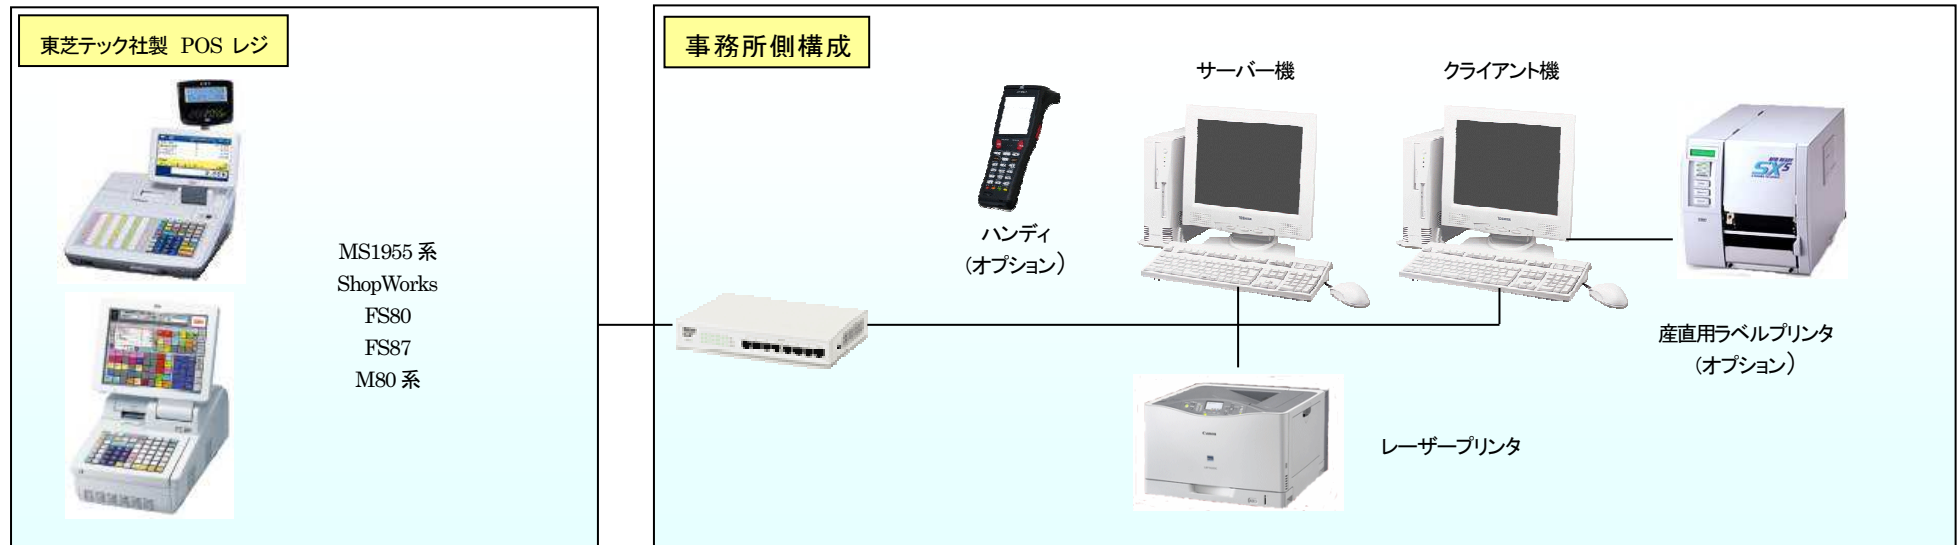 東芝テック社製 POS レジ
MS1955 系
ShopWorks
FS80
FS87
M80 系
事務所側構成
サーバー機
クライアント機
ハンディ
(オプション)
SX5
産直用ラベルプリンタ
(オプション)
Canon
レーザープリンタ